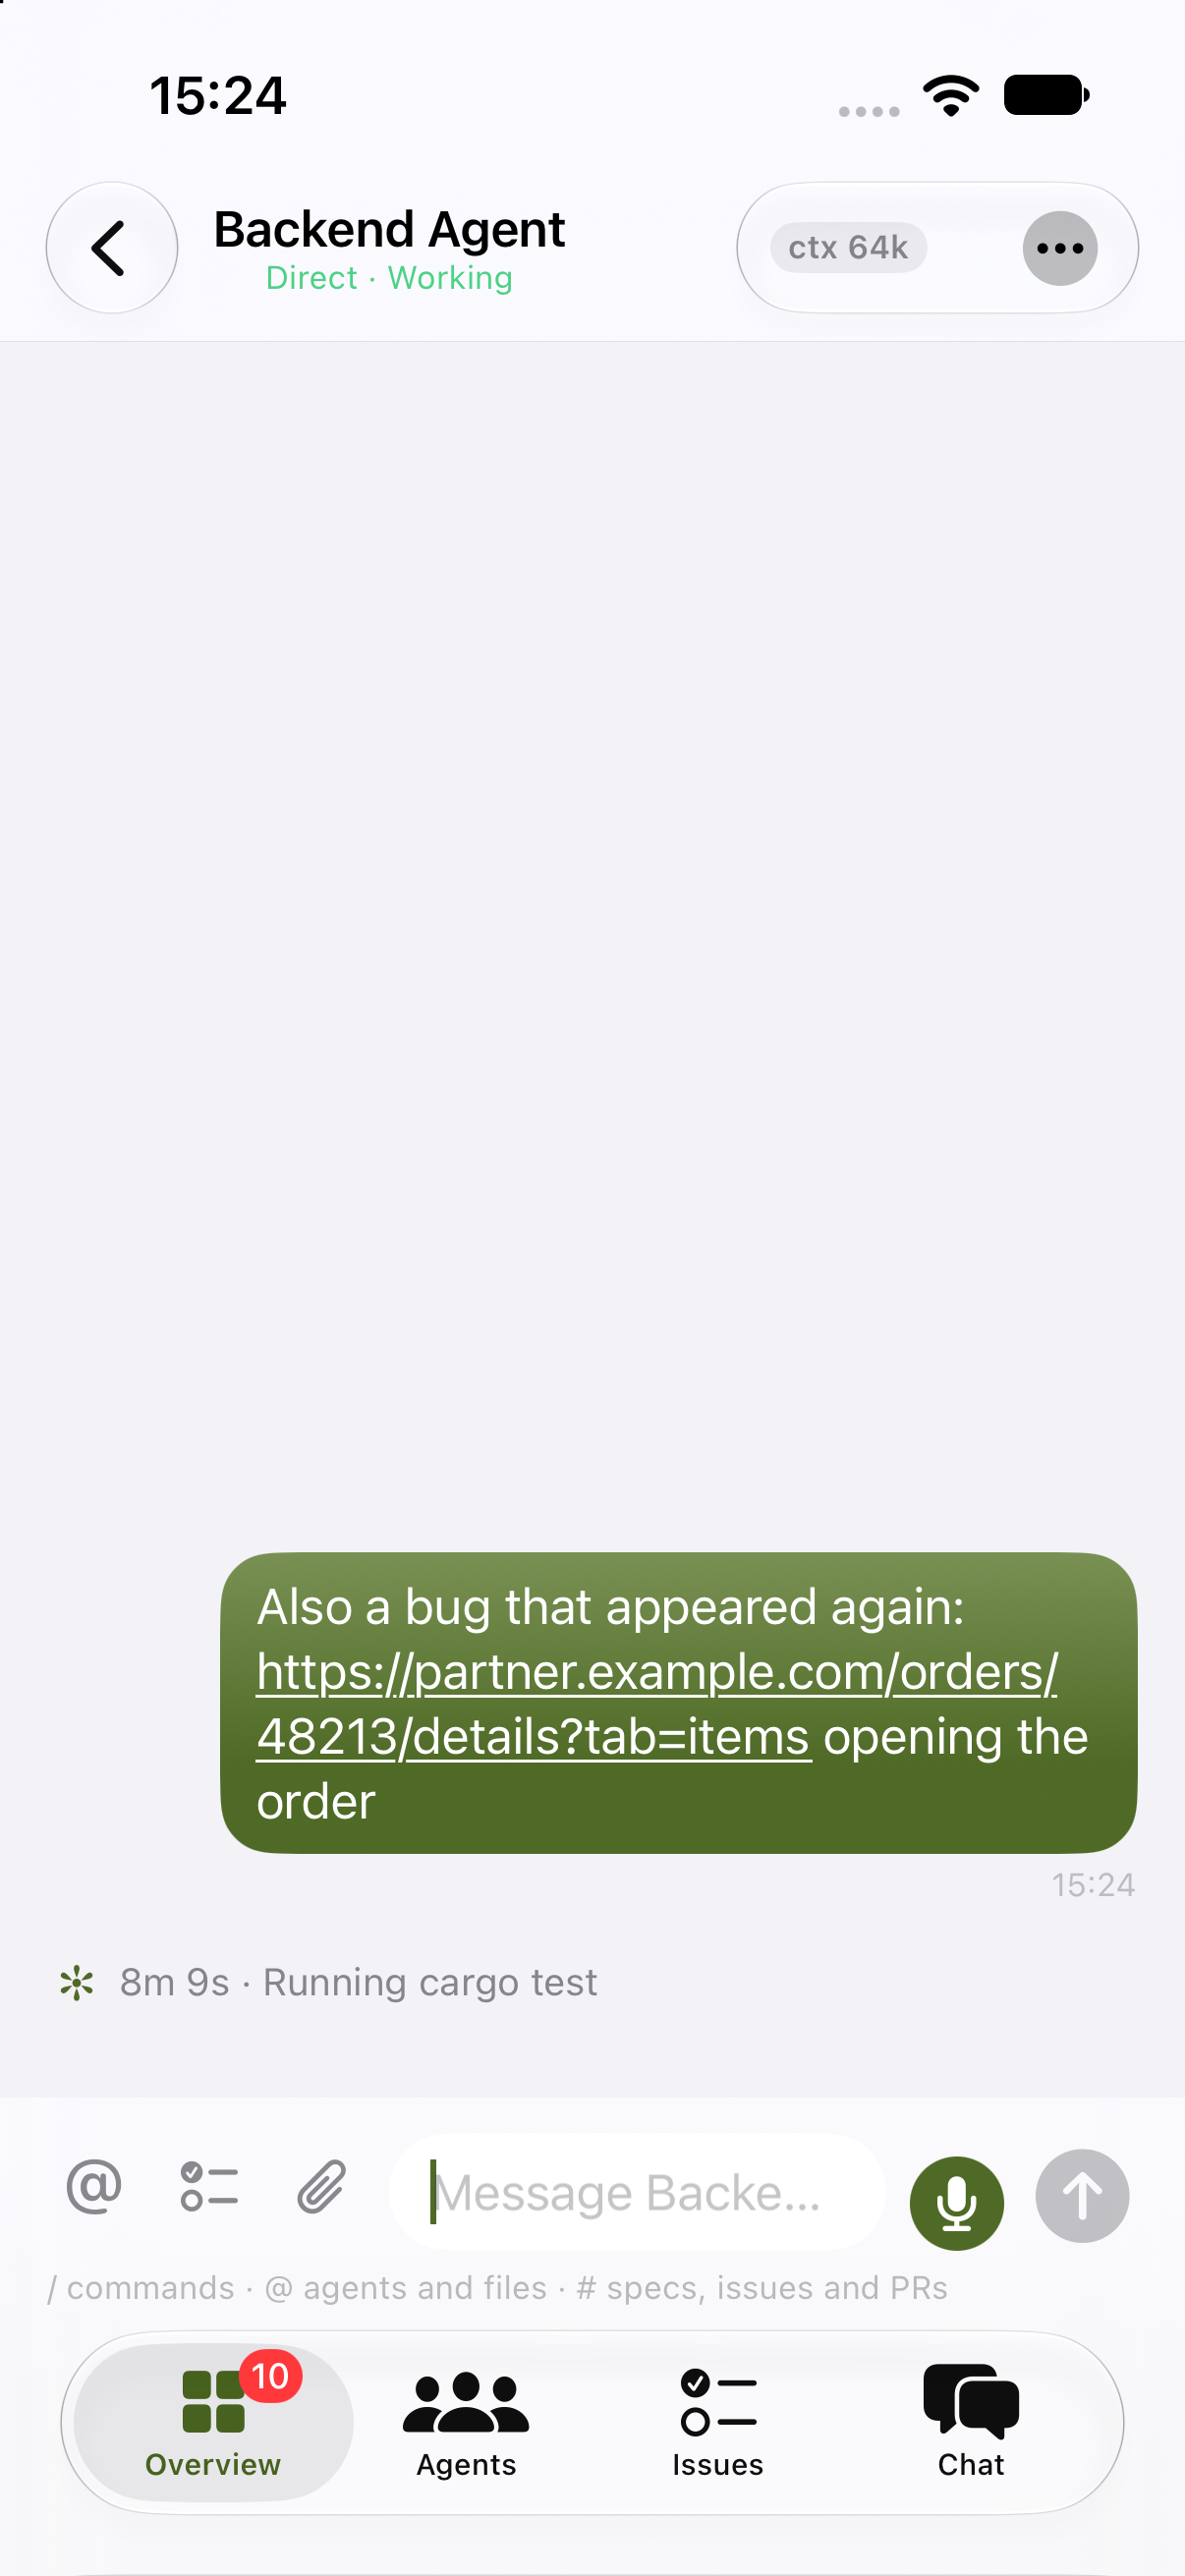 15:24
Backend Agent
Direct · Working
ctx 64k
Also a bug that appeared again:
https://partner.example.com/orders/
48213/details?tab=items opening the
order
15:24
8m 9s · Running cargo test
Message Backe...
/ commands · @ agents and files · # specs, issues and PRs
10
Overview
Agents
Issues
Chat